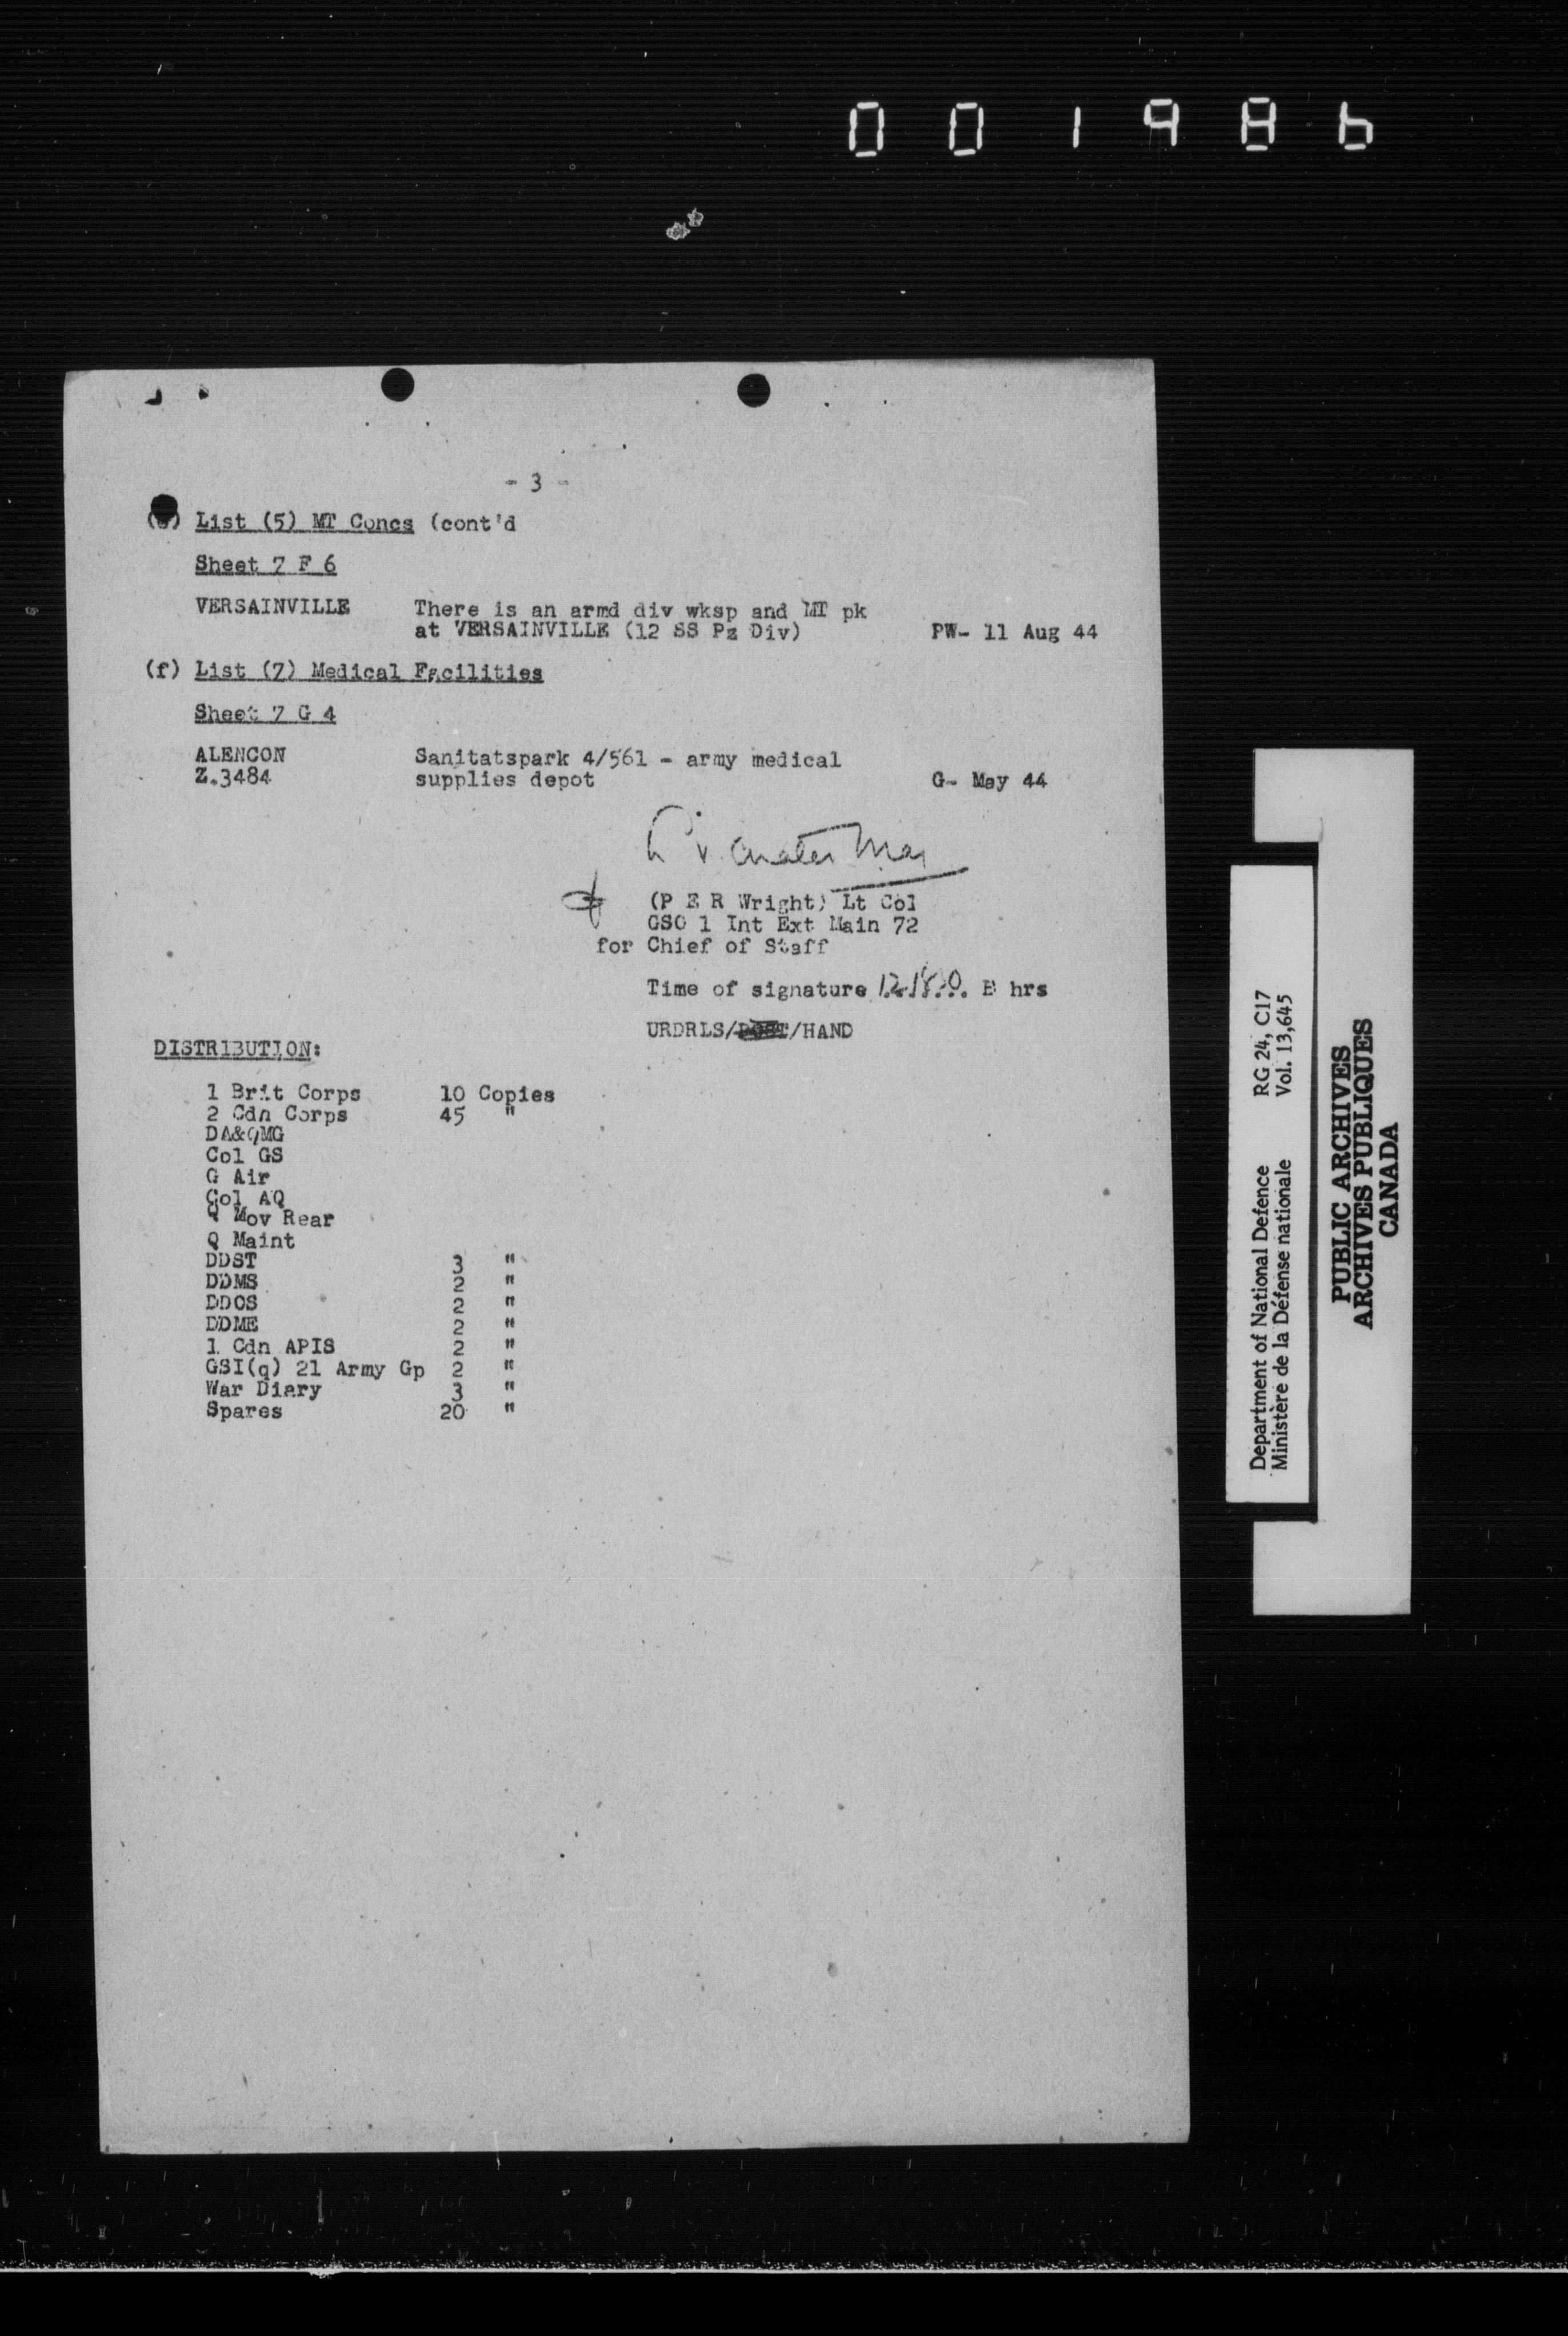 001986
- 3 -
List (5) MT Concs (cont'd
Sheet 7 F 6
VERSAINVILLE There is an armd div wksp and MT pk
at VERSAINVILLE (12 SS Pz Div) PW- 11 Aug 44
(f) List (7) Medical Facilities
Sheet 7 G 4
ALENCON Sanitatspark 4/561 - army medical
Z.3484 supplies depot G- May 44
(P E R Wright) Lt Col
GSO 1 Int Ext Main 72
for Chief of Staff
Time of signature B hrs
URDRLS/POST/HAND
DISTRIBUTION:
1 Brit Corps 10 Copies
2 Cdn Corps 45 "
DA&QMG
Col GS
G Air
Col AQ
Q Mov Rear
Q Maint
DDST 3 "
DDMS 2 "
DDOS 2 "
DDME 2 "
1 Cdn APIS 2 "
GSI(q) 21 Army Gp 2 "
War Diary 3 "
Spares 20 "
Department of National Defence RG 24, C17
Ministère de la Défense nationale Vol. 13,645
PUBLIC ARCHIVES
ARCHIVES PUBLIQUES
CANADA